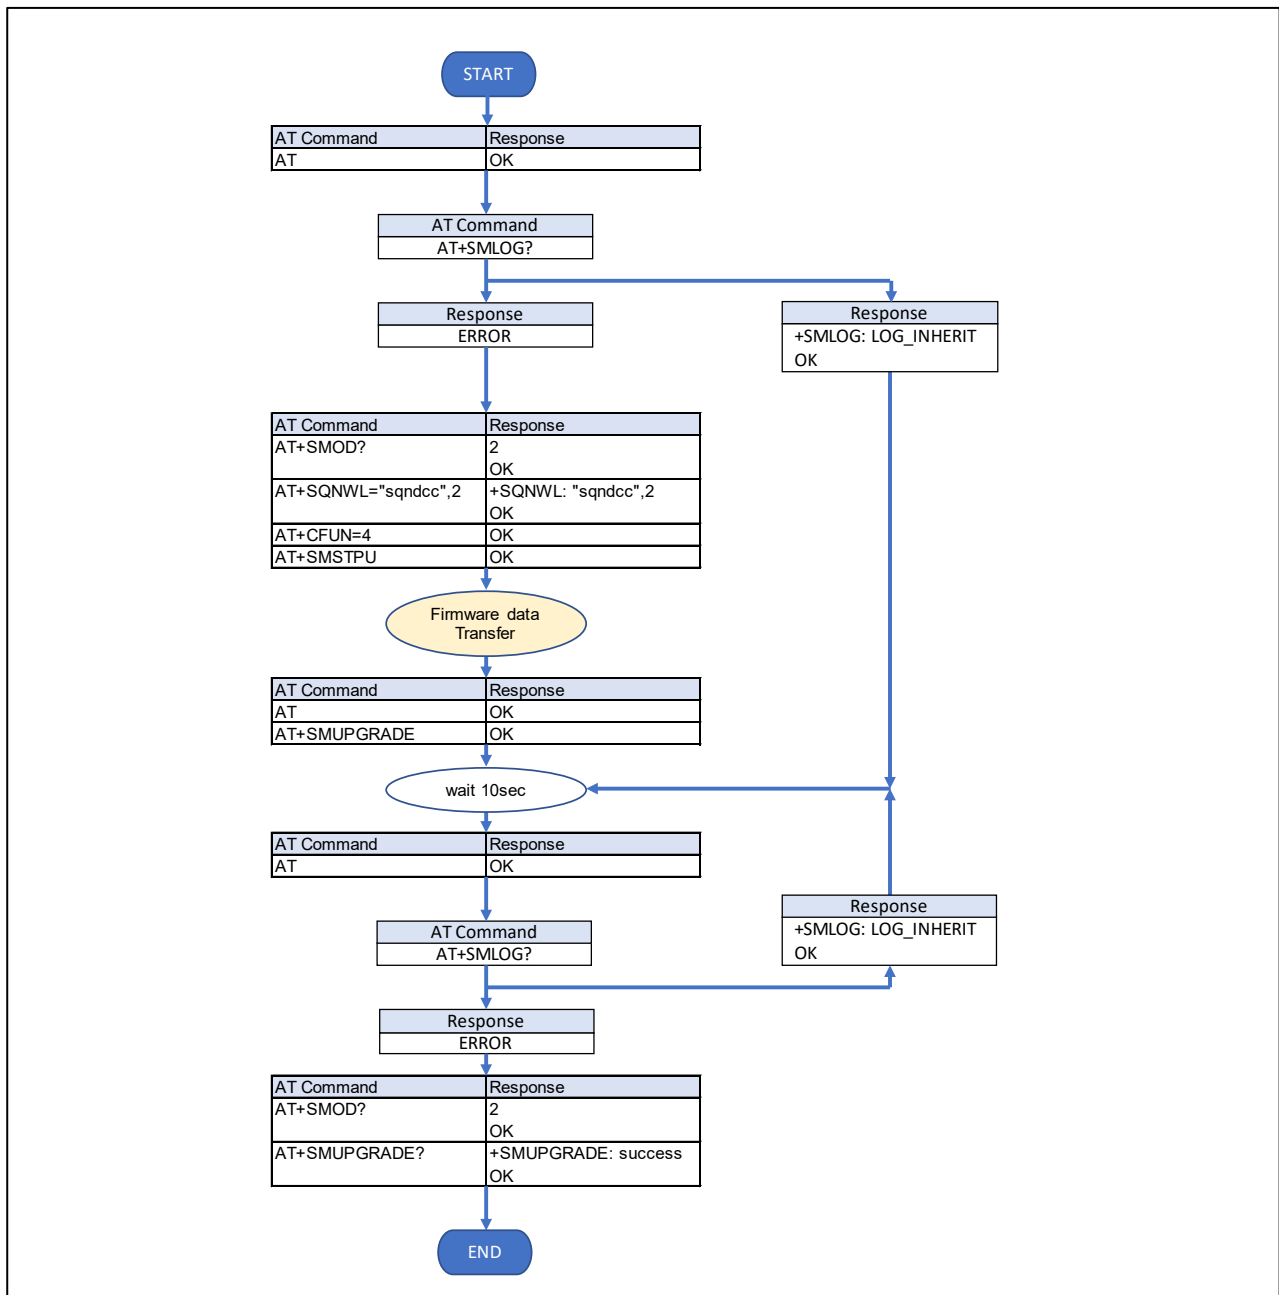 START
AT Command Response
AT OK
AT Command
AT+SMLOG?
Response
ERROR
Response
+SMLOG: LOG_INHERIT
OK
AT Command Response
AT+SMOD? 2
OK
AT+SQNWL="sqndcc",2 +SQNWL: "sqndcc",2
OK
AT+CFUN=4 OK
AT+SMSTPU OK
Firmware data
Transfer
AT Command Response
AT OK
AT+SMUPGRADE OK
wait 10sec
AT Command Response
AT OK
AT Command
AT+SMLOG?
Response
+SMLOG: LOG_INHERIT
OK
Response
ERROR
AT Command Response
AT+SMOD? 2
OK
AT+SMUPGRADE? +SMUPGRADE: success
OK
END